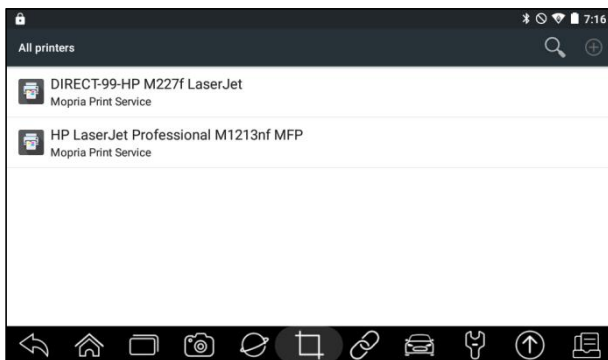 7:16
All printers
DIRECT-99-HP M227f LaserJet
Mopria Print Service
HP LaserJet Professional M1213nf MFP
Mopria Print Service